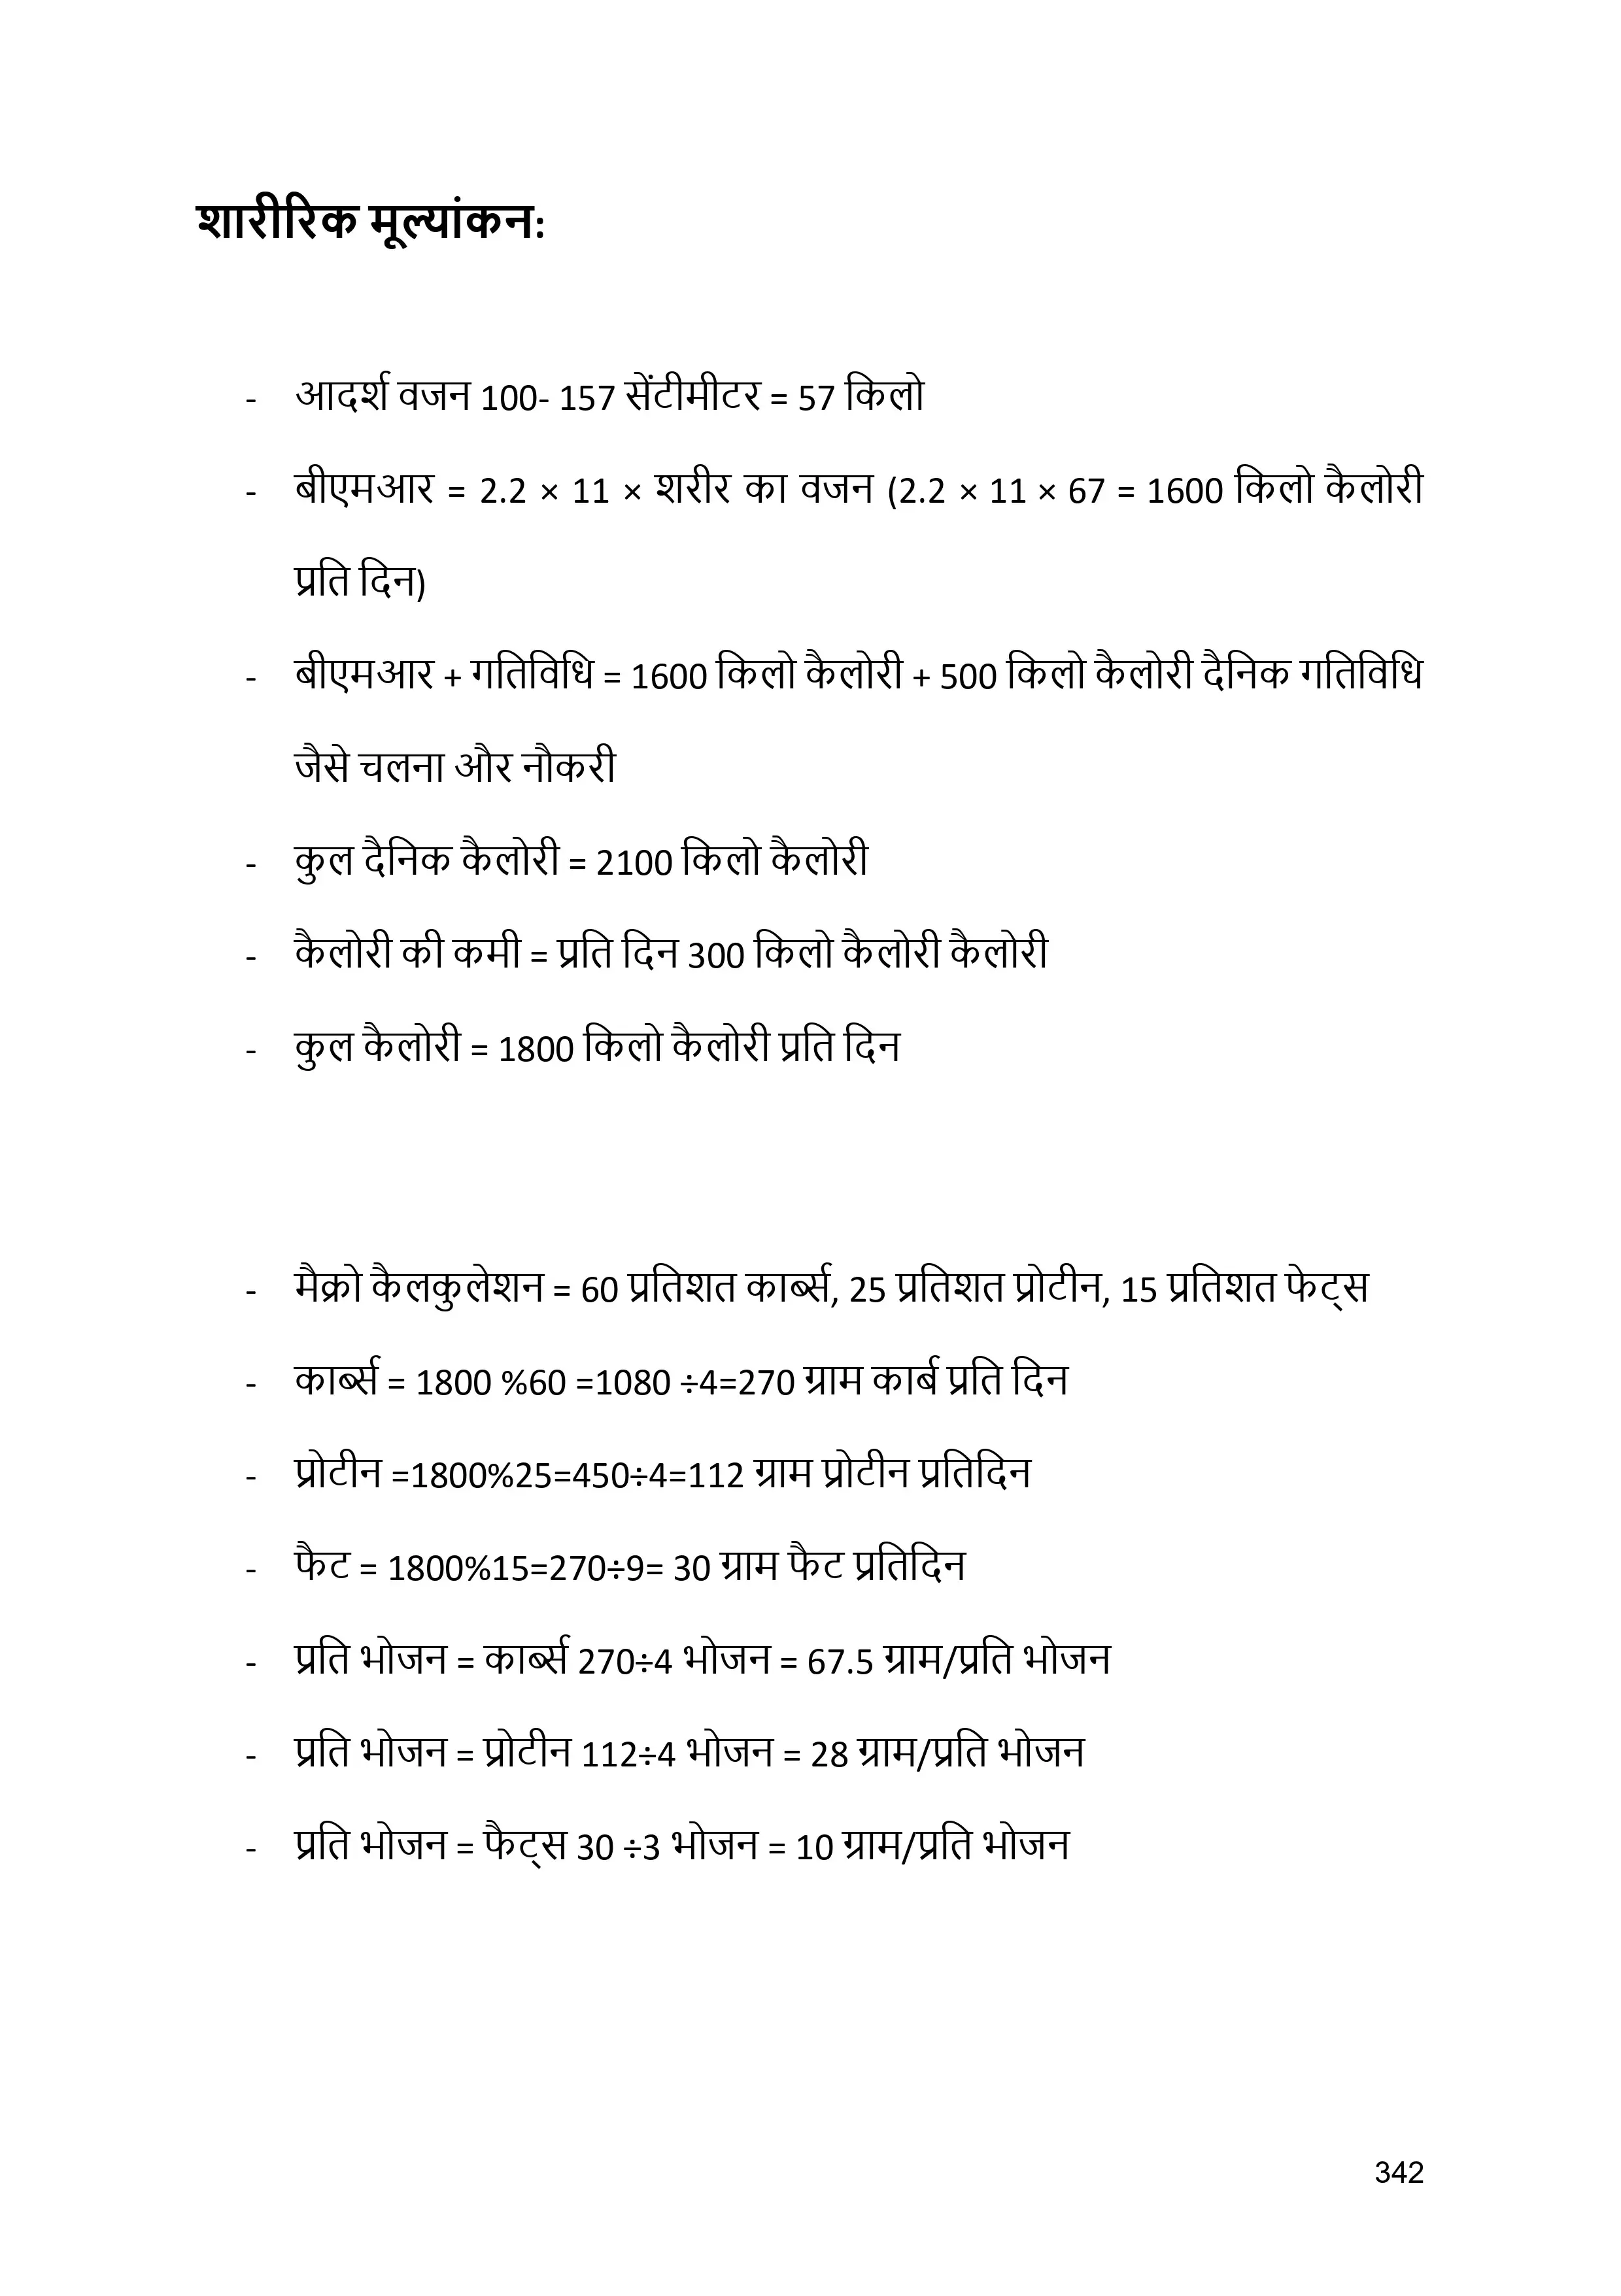 शारीरिक मूल्यांकन:
- आदर्श वजन 100- 157 सेंटीमीटर = 57 किलो
- बीएमआर = 2.2 × 11 × शरीर का वजन (2.2 × 11 × 67 = 1600 किलो कैलोरी
प्रति दिन)
- बीएमआर + गतिविधि = 1600 किलो कैलोरी + 500 किलो कैलोरी दैनिक गतिविधि
जैसे चलना और नौकरी
- कुल दैनिक कैलोरी = 2100 किलो कैलोरी
- कैलोरी की कमी = प्रति दिन 300 किलो कैलोरी कैलोरी
- कुल कैलोरी = 1800 किलो कैलोरी प्रति दिन
- मैक्रो कैलकुलेशन = 60 प्रतिशत कार्ब्स, 25 प्रतिशत प्रोटीन, 15 प्रतिशत फेट्स
- कार्ब्स = 1800 %60 =1080 ÷4=270 ग्राम कार्ब प्रति दिन
- प्रोटीन =1800%25=450÷4=112 ग्राम प्रोटीन प्रतिदिन
- फैट = 1800%15=270÷9= 30 ग्राम फैट प्रतिदिन
- प्रति भोजन = कार्ब्स 270÷4 भोजन = 67.5 ग्राम/प्रति भोजन
- प्रति भोजन = प्रोटीन 112÷4 भोजन = 28 ग्राम/प्रति भोजन
- प्रति भोजन = फैट्स 30 ÷3 भोजन = 10 ग्राम/प्रति भोजन
342